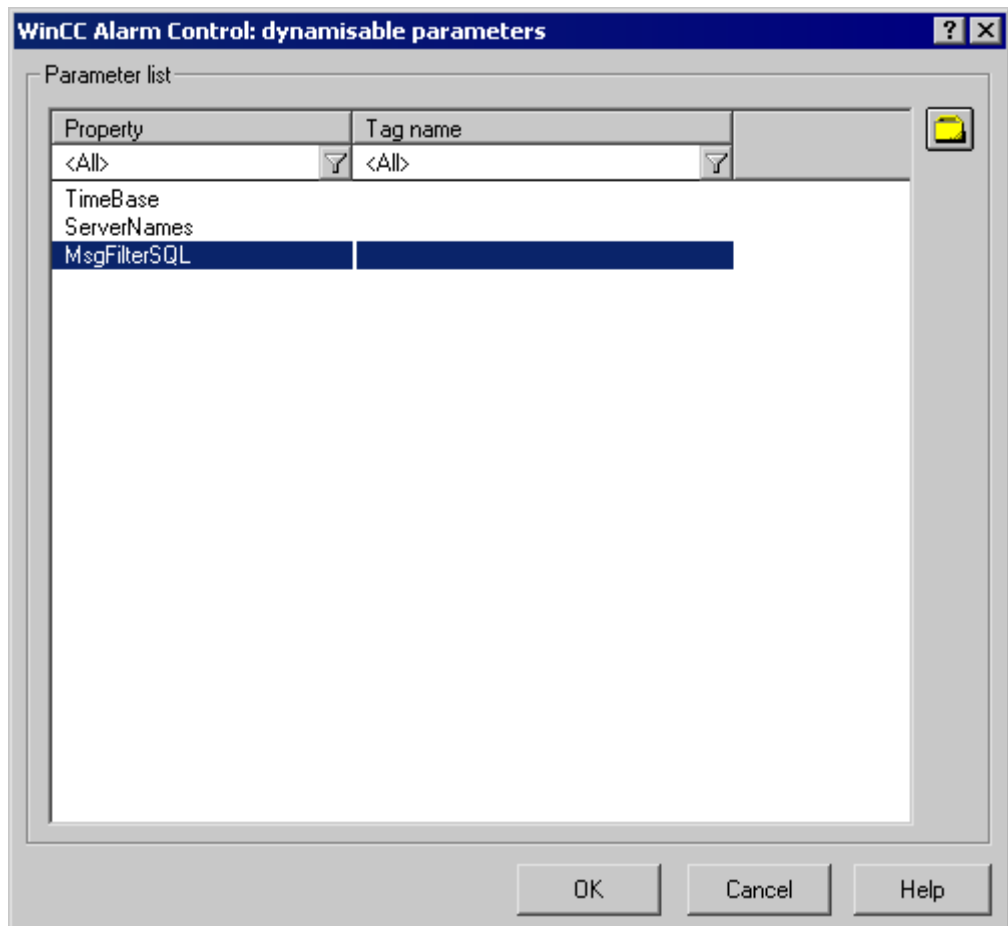 WinCC Alarm Control: dynamisable parameters
Parameter list
Property Tag name
<All> <All>
TimeBase
ServerNames
MsgFilterSQL
OK Cancel Help